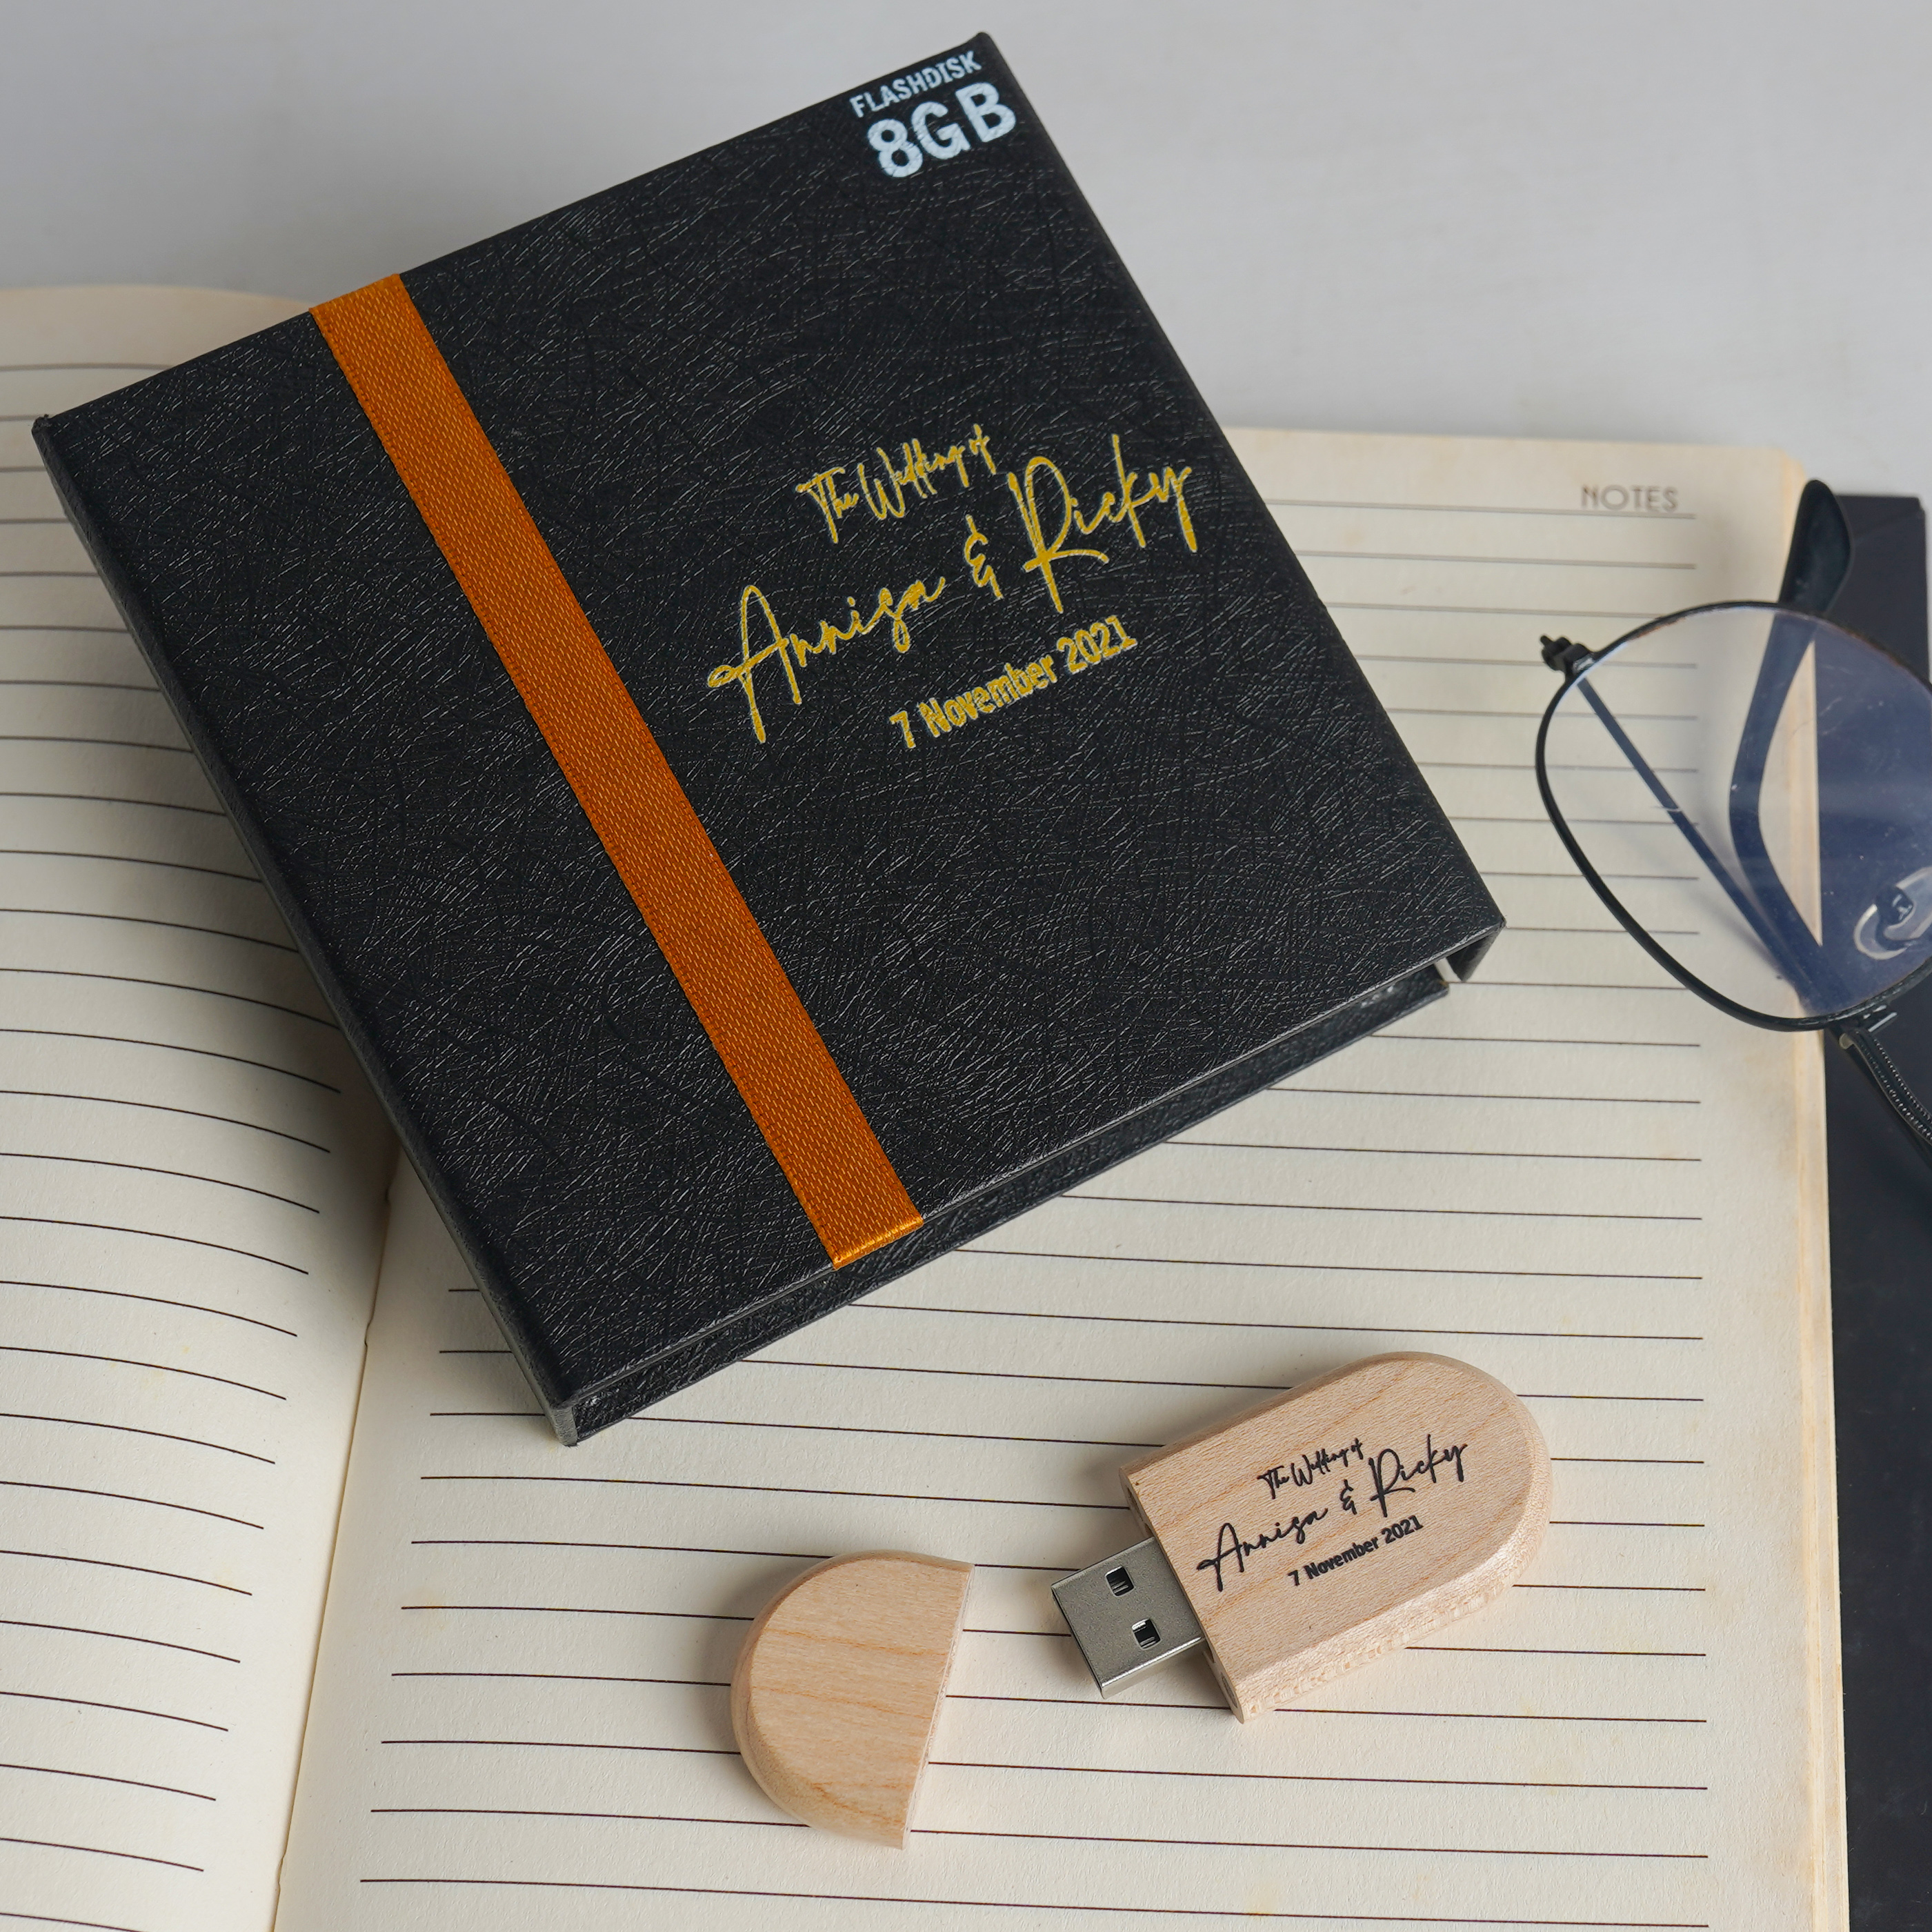 FLASHDISK
8GB
The Wedding of
Annisa & Ricky
7 November 2021
NOTES
The Wedding of
Annisa & Ricky
7 November 2021